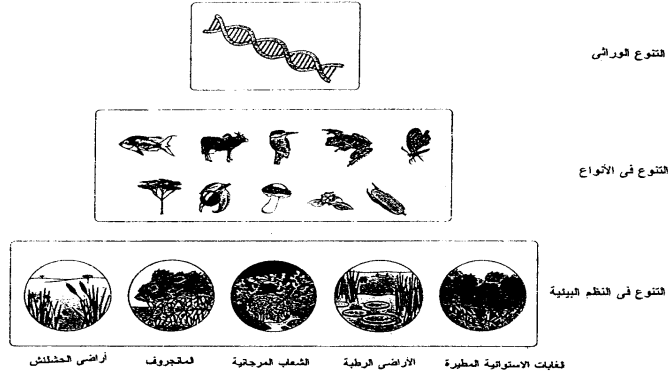 التنوع الوراثى
التنوع فى الأنواع
التنوع فى النظم البيئية
الغابات الاستوائية المطيرة
الأراضى الرطبة
الشعاب المرجانية
المانجروف
أراضى الحشائش